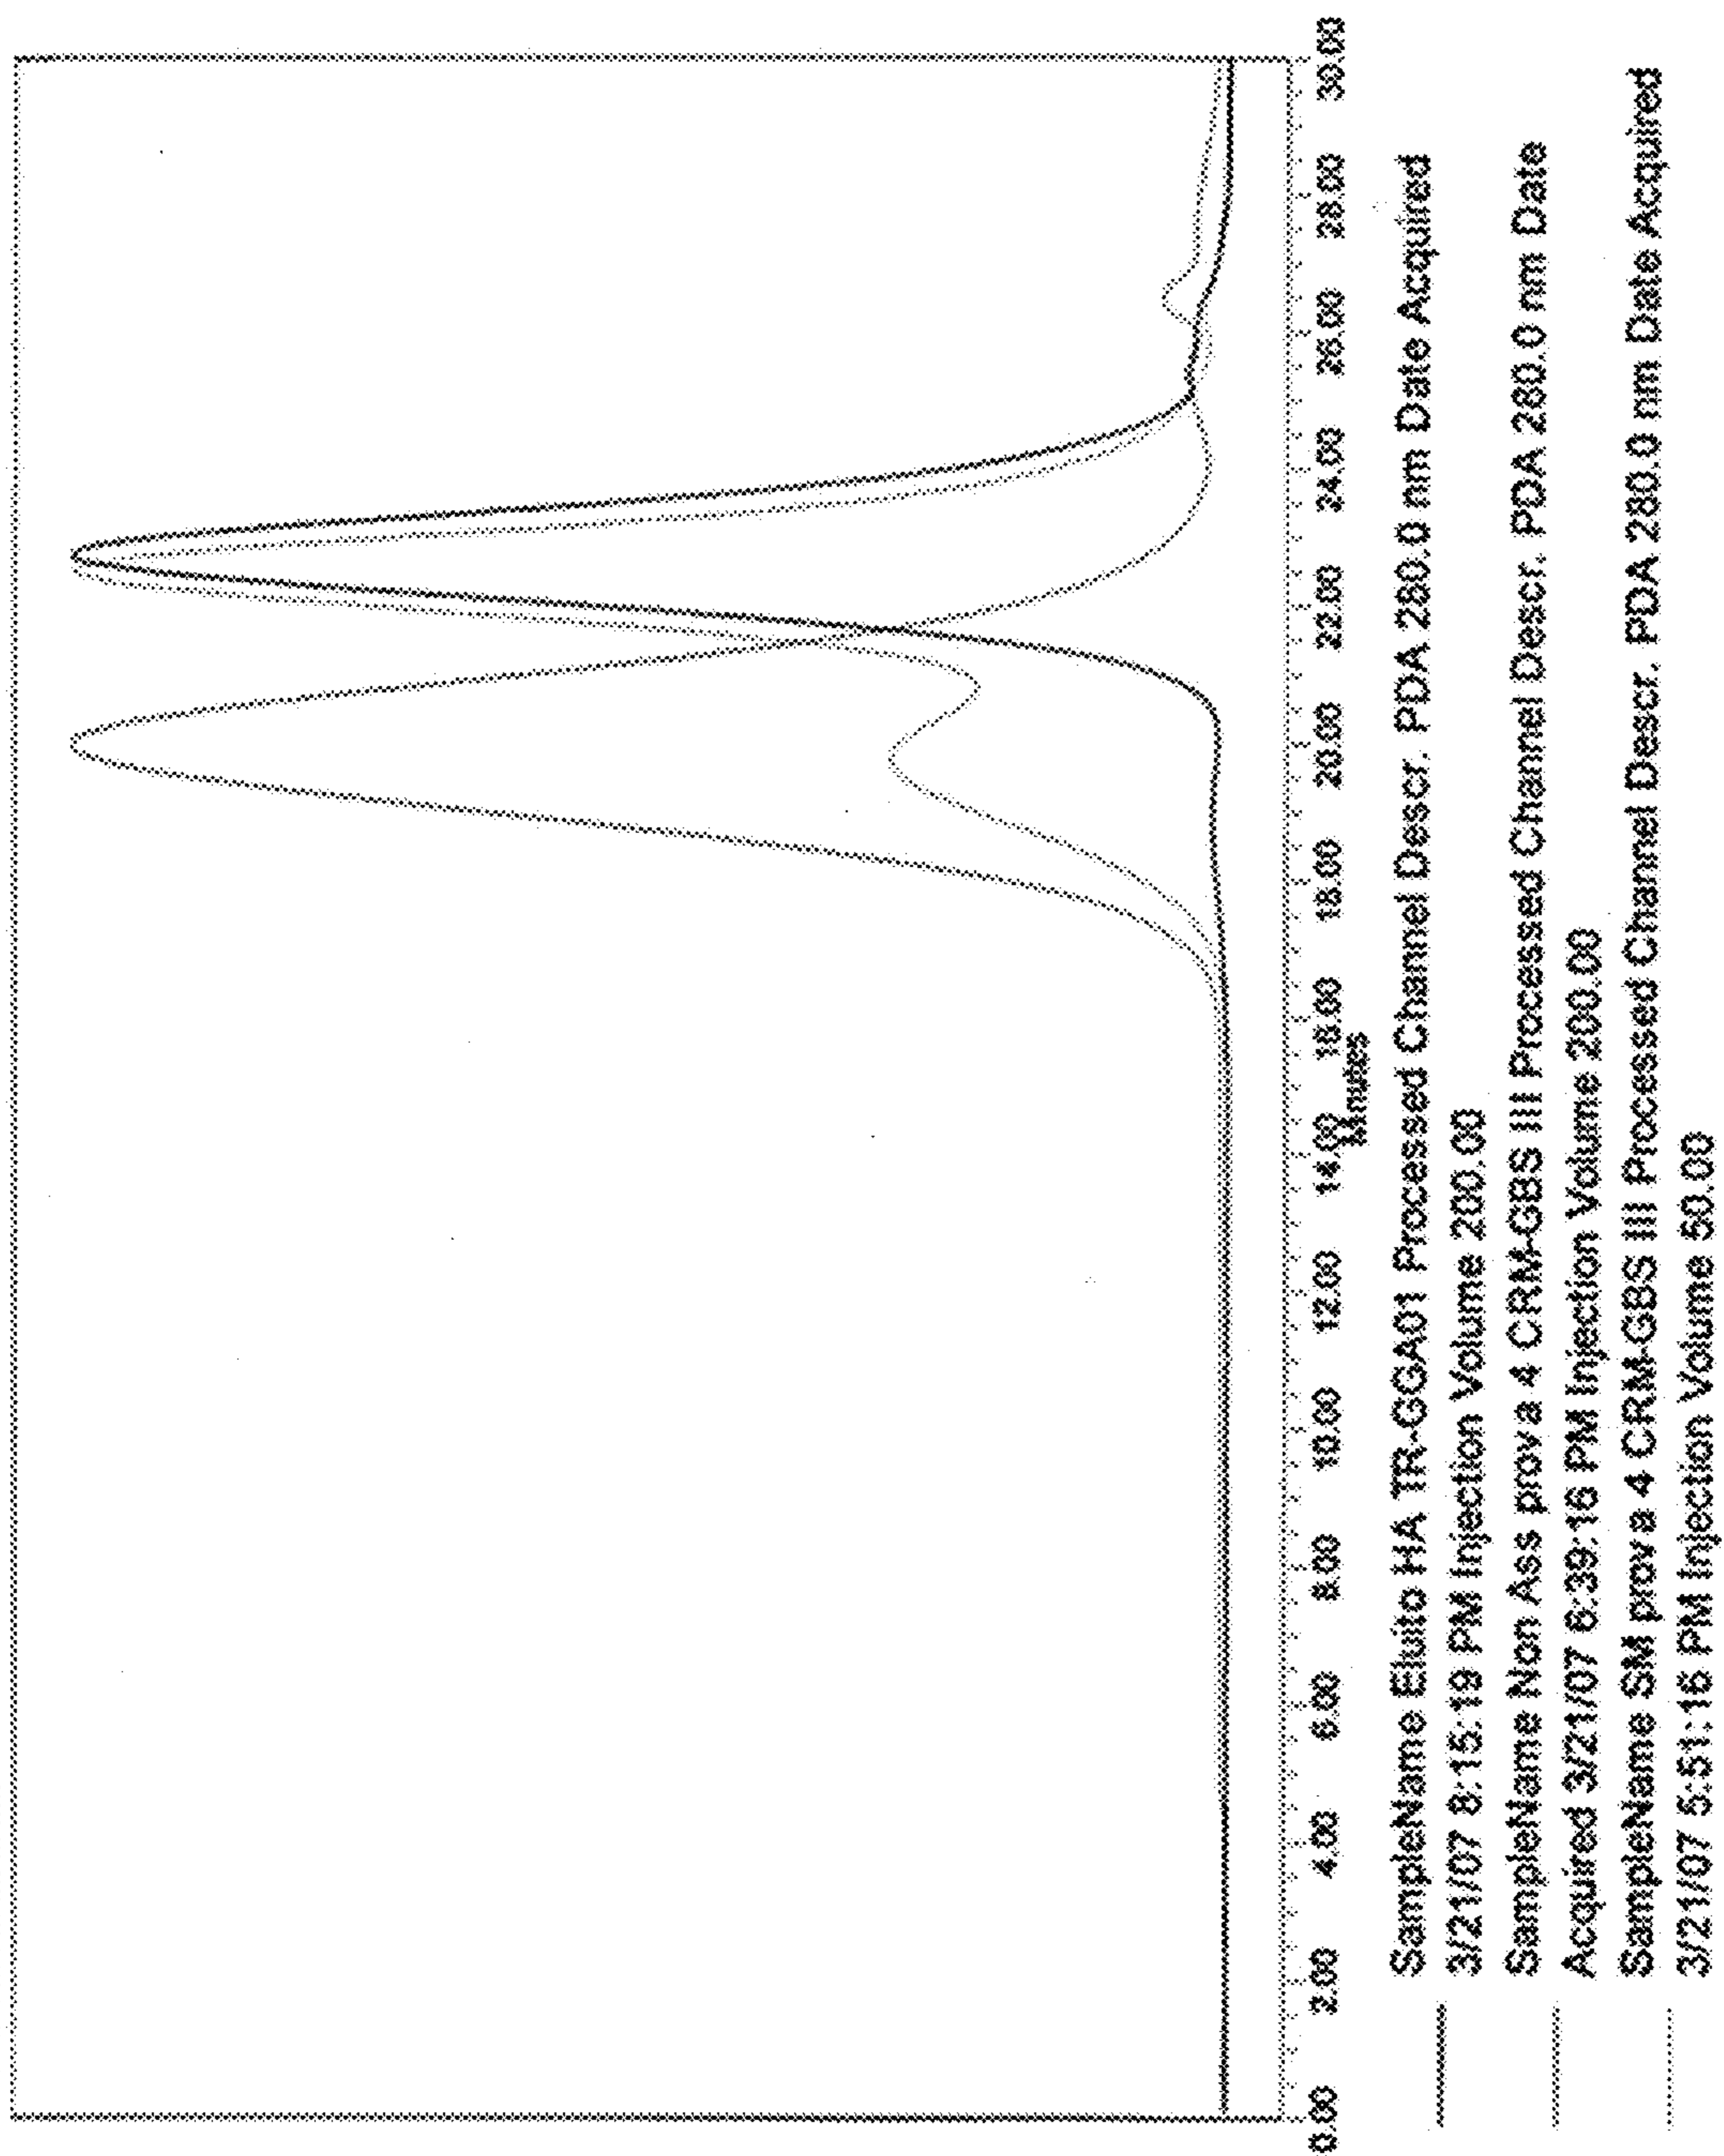 0.00 2.00 4.00 6.00 8.00 10.00 12.00 14.00 16.00 18.00 20.00 22.00 24.00 26.00 28.00 30.00
Minutes
SampleName Eluito HA TR-GGA01 Processed Channel Descr. PDA 280.0 nm Date Acquired
3/21/07 8:15:19 PM Injection Volume 200.00
SampleName Non Ass prova 4 CRM-GBS III Processed Channel Descr. PDA 280.0 nm Date
Acquired 3/21/07 6:39:16 PM Injection Volume 200.00
SampleName SM prova 4 CRM-GBS III Processed Channel Descr. PDA 280.0 nm Date Acquired
3/21/07 5:51:16 PM Injection Volume 50.00